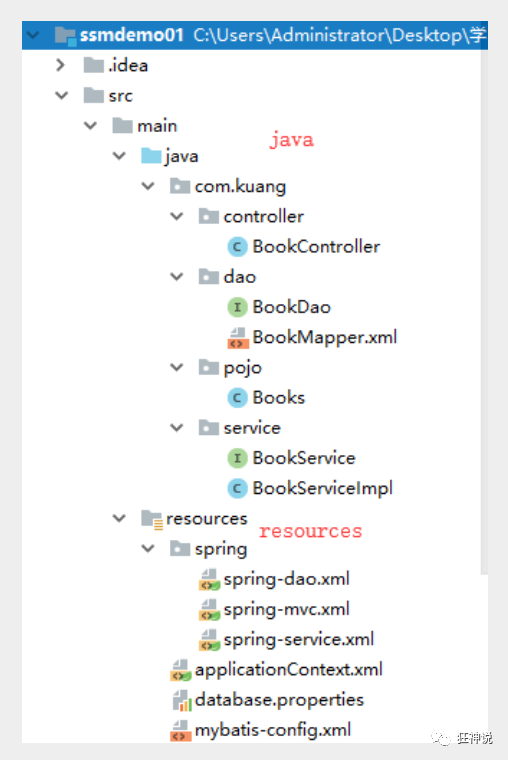 ssmdemo01 C:\Users\Administrator\Desktop\学
.idea
src
main
java
java
com.kuang
controller
BookController
dao
BookDao
BookMapper.xml
pojo
Books
service
BookService
BookServiceImpl
resources
resources
spring
spring-dao.xml
spring-mvc.xml
spring-service.xml
applicationContext.xml
database.properties
mybatis-config.xml
狂神说